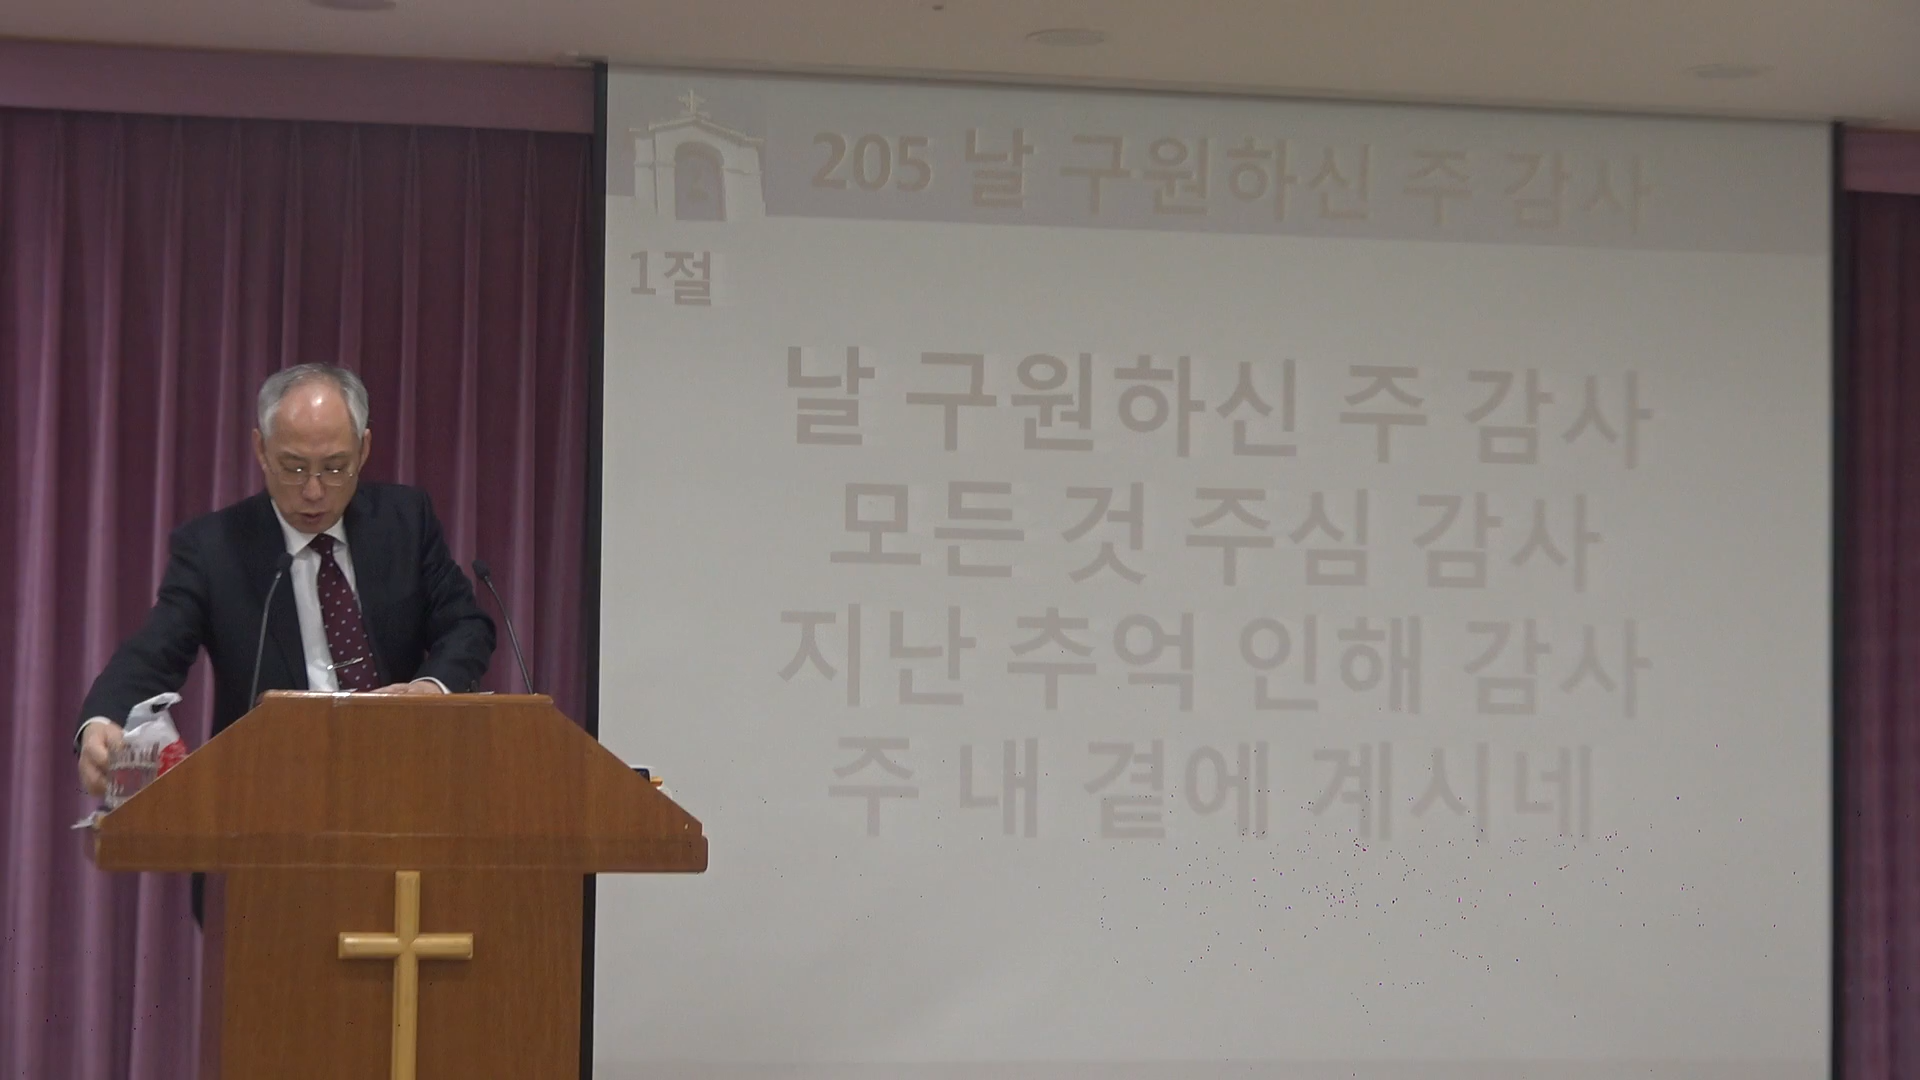 205 날 구원하신 주 감사
1절
날 구원하신 주 감사
모든 것 주심 감사
지난 추억 인해 감사
주 내 곁에 계시네